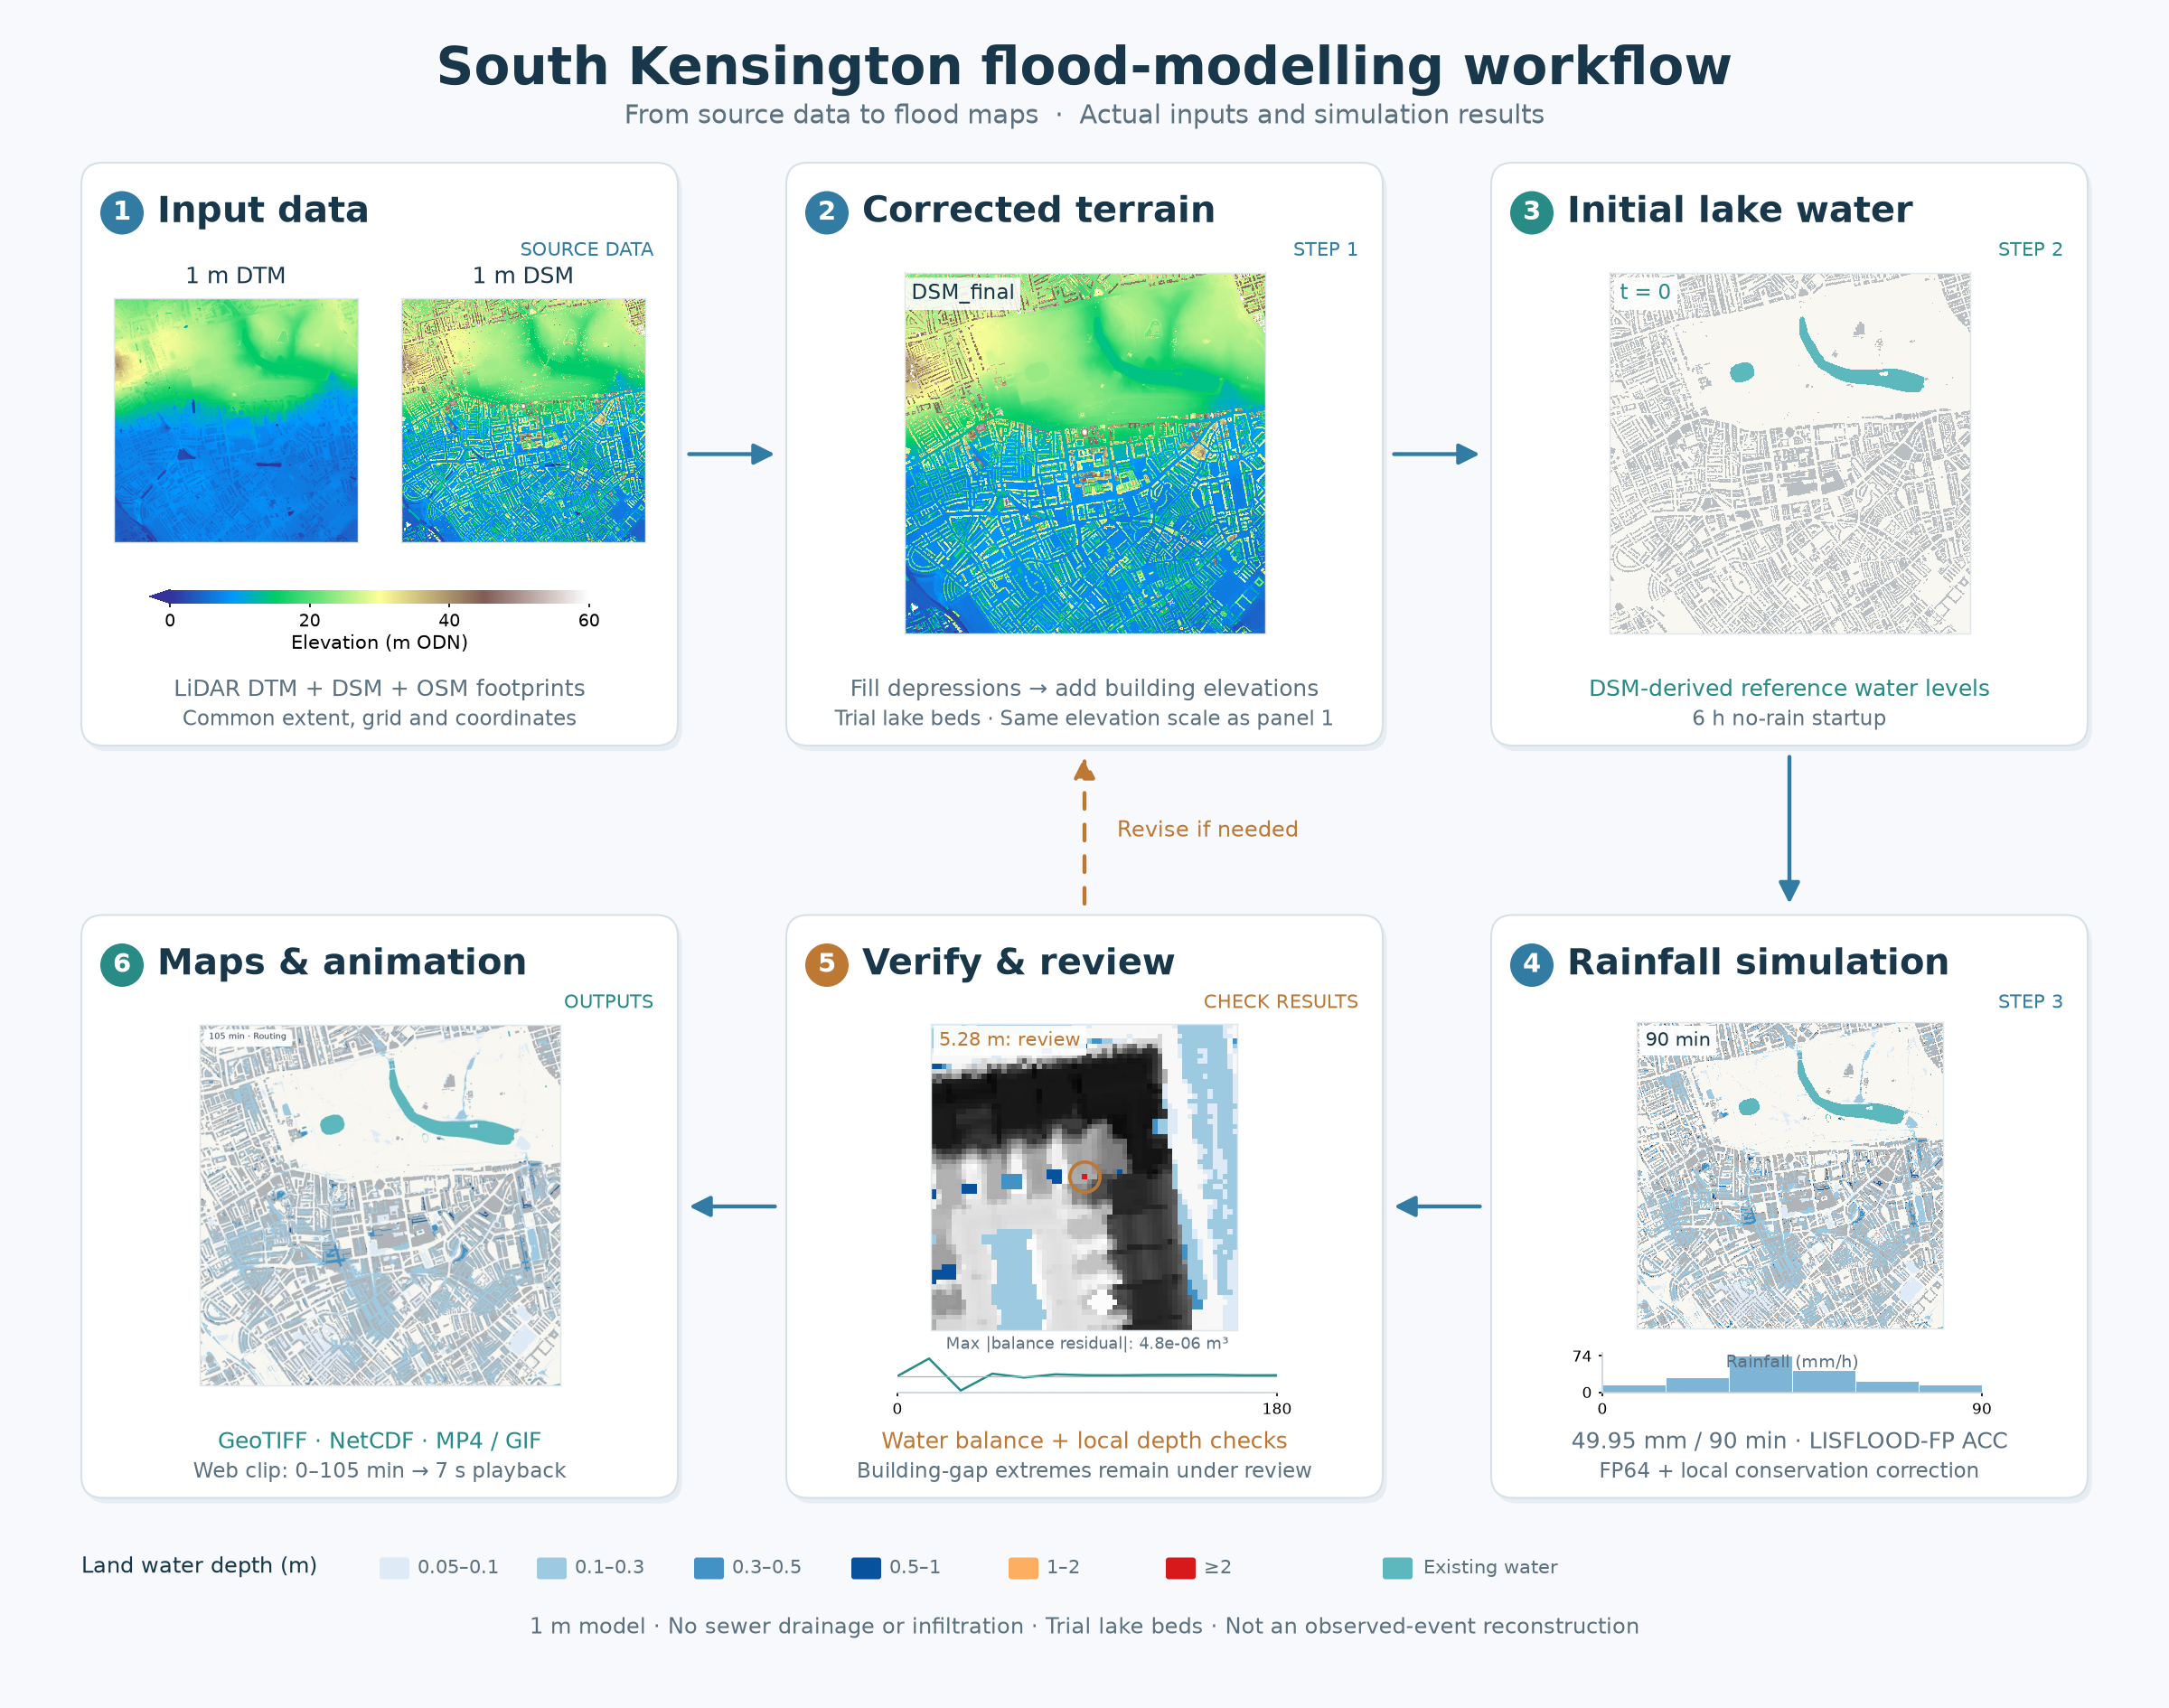 South Kensington flood-modelling workflow
From source data to flood maps · Actual inputs and simulation results
1 Input data
SOURCE DATA
1 m DTM 1 m DSM
0 20 40 60
Elevation (m ODN)
LiDAR DTM + DSM + OSM footprints
Common extent, grid and coordinates
2 Corrected terrain
STEP 1
DSM_final
Fill depressions → add building elevations
Trial lake beds · Same elevation scale as panel 1
3 Initial lake water
STEP 2
t = 0
DSM-derived reference water levels
6 h no-rain startup
Revise if needed
6 Maps & animation
OUTPUTS
105 min · Routing
GeoTIFF · NetCDF · MP4 / GIF
Web clip: 0–105 min → 7 s playback
5 Verify & review
CHECK RESULTS
5.28 m: review
Max |balance residual|: 4.8e-06 m³
0 180
Water balance + local depth checks
Building-gap extremes remain under review
4 Rainfall simulation
STEP 3
90 min
74
Rainfall (mm/h)
0
0 90
49.95 mm / 90 min · LISFLOOD-FP ACC
FP64 + local conservation correction
Land water depth (m) 0.05–0.1 0.1–0.3 0.3–0.5 0.5–1 1–2 ≥2 Existing water
1 m model · No sewer drainage or infiltration · Trial lake beds · Not an observed-event reconstruction